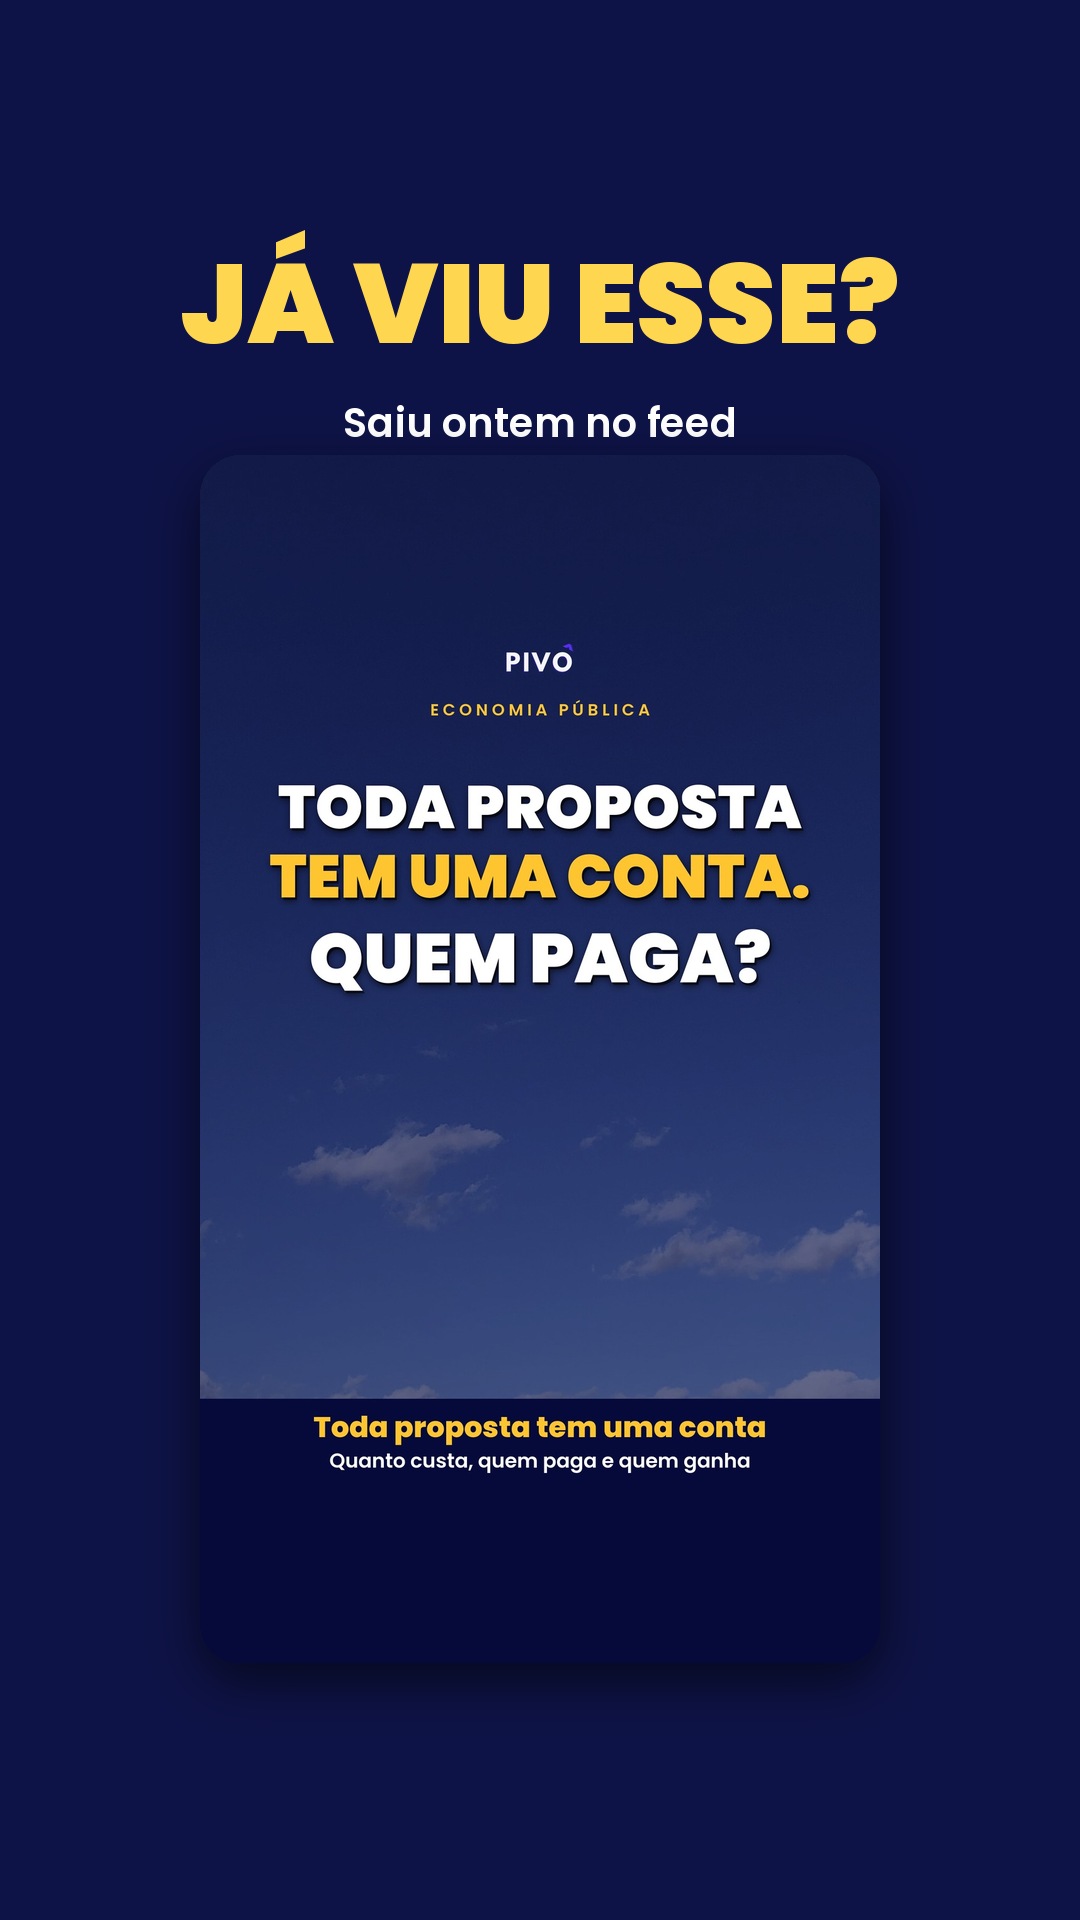 JÁ VIU ESSE?
Saiu ontem no feed
PIVÔ
ECONOMIA PÚBLICA
TODA PROPOSTA
TEM UMA CONTA.
QUEM PAGA?
Toda proposta tem uma conta
Quanto custa, quem paga e quem ganha